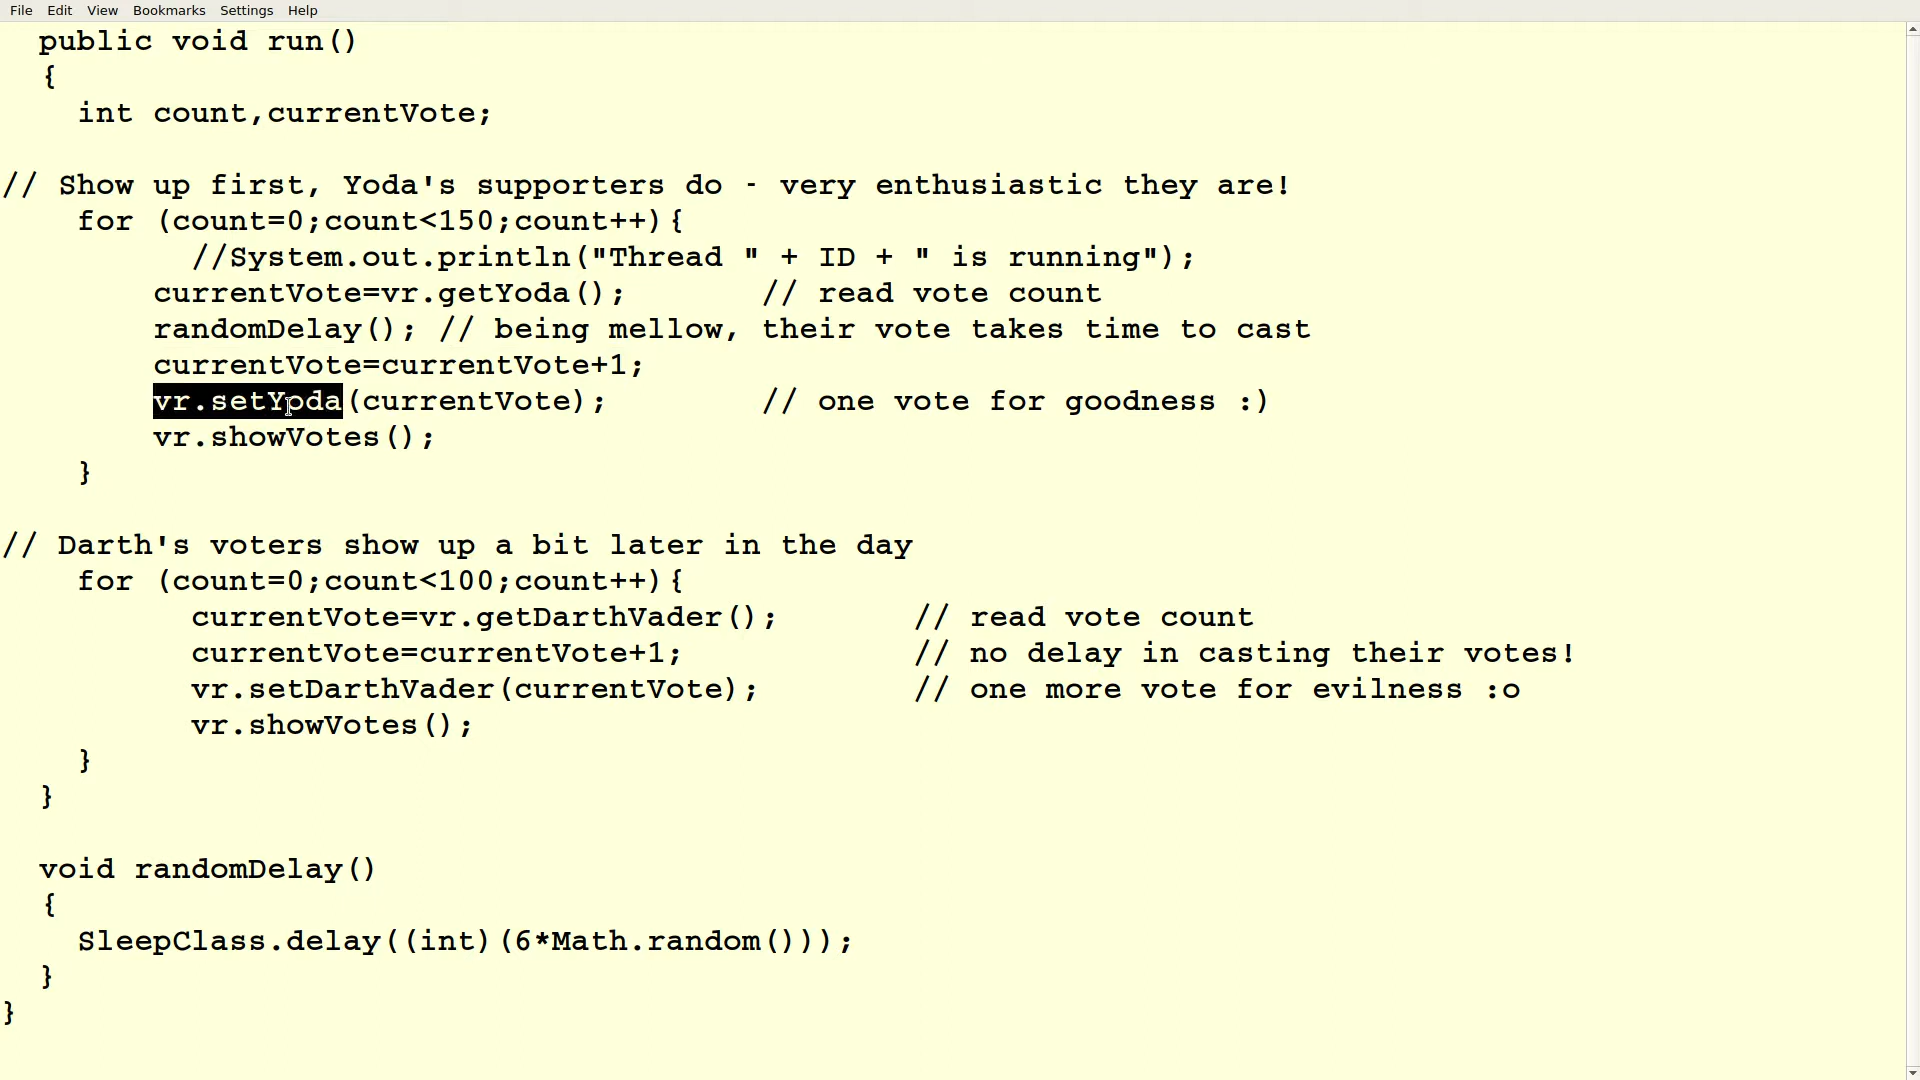 File Edit View Bookmarks Settings Help
public void run()
{
int count,currentVote;
// Show up first, Yoda's supporters do - very enthusiastic they are!
for (count=0;count<150;count++){
//System.out.println("Thread " + ID + " is running");
currentVote=vr.getYoda(); // read vote count
randomDelay(); // being mellow, their vote takes time to cast
currentVote=currentVote+1;
vr.setYoda(currentVote); // one vote for goodness :)
vr.showVotes();
}
// Darth's voters show up a bit later in the day
for (count=0;count<100;count++){
currentVote=vr.getDarthVader(); // read vote count
currentVote=currentVote+1; // no delay in casting their votes!
vr.setDarthVader(currentVote); // one more vote for evilness :o
vr.showVotes();
}
}
void randomDelay()
{
SleepClass.delay((int)(6*Math.random()));
}
}